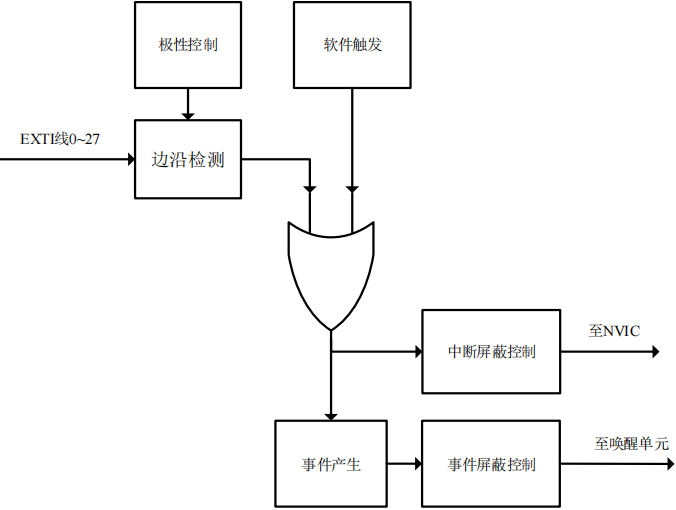 极性控制
软件触发
EXTI线0~27
边沿检测
至NVIC
中断屏蔽控制
至唤醒单元
事件产生
事件屏蔽控制